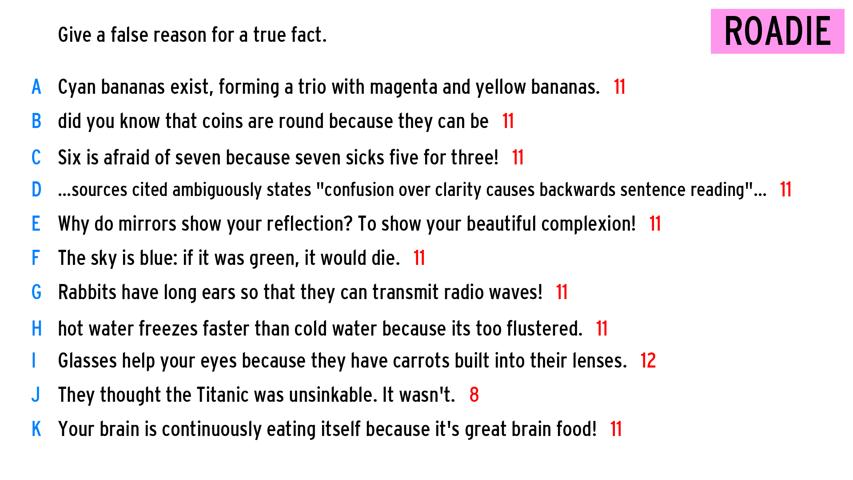 Give a false reason for a true fact.
ROADIE
A Cyan bananas exist, forming a trio with magenta and yellow bananas. 11
B did you know that coins are round because they can be 11
C Six is afraid of seven because seven sicks five for three! 11
D ...sources cited ambiguously states "confusion over clarity causes backwards sentence reading"... 11
E Why do mirrors show your reflection? To show your beautiful complexion! 11
F The sky is blue: if it was green, it would die. 11
G Rabbits have long ears so that they can transmit radio waves! 11
H hot water freezes faster than cold water because its too flustered. 11
I Glasses help your eyes because they have carrots built into their lenses. 12
J They thought the Titanic was unsinkable. It wasn't. 8
K Your brain is continuously eating itself because it's great brain food! 11